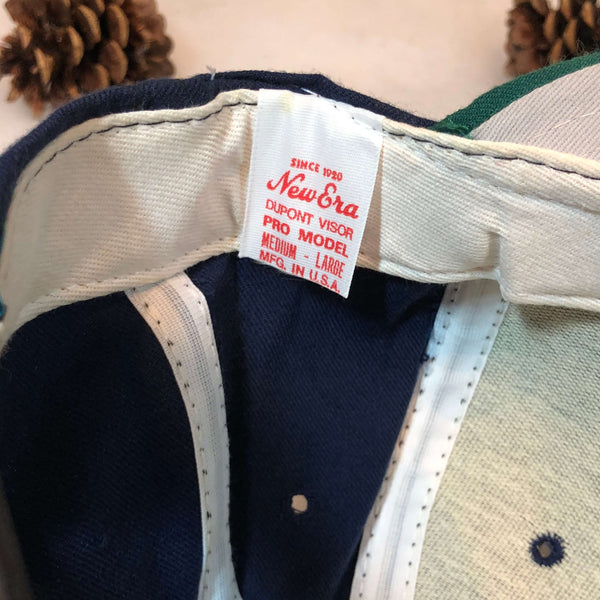 SINCE 1920
New Era
DUPONT VISOR
PRO MODEL
MEDIUM - LARGE
MFG. IN U.S.A.